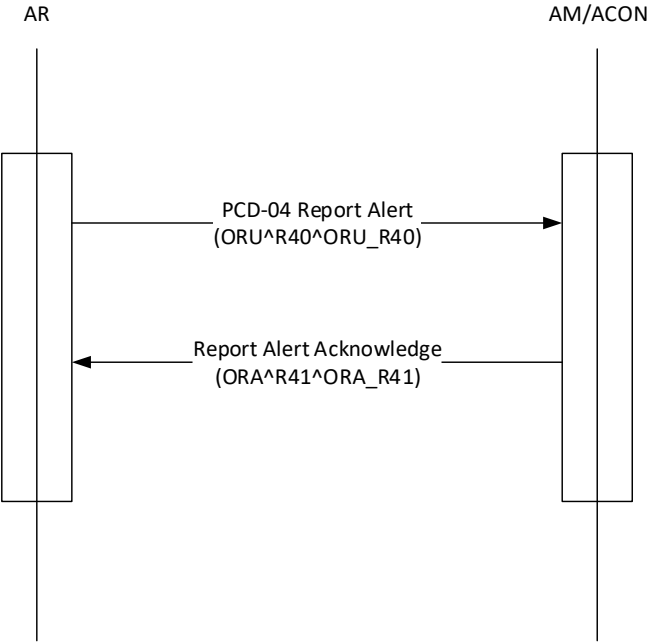 AR
AM/ACON
PCD-04 Report Alert
(ORU^R40^ORU_R40)
Report Alert Acknowledge
(ORA^R41^ORA_R41)